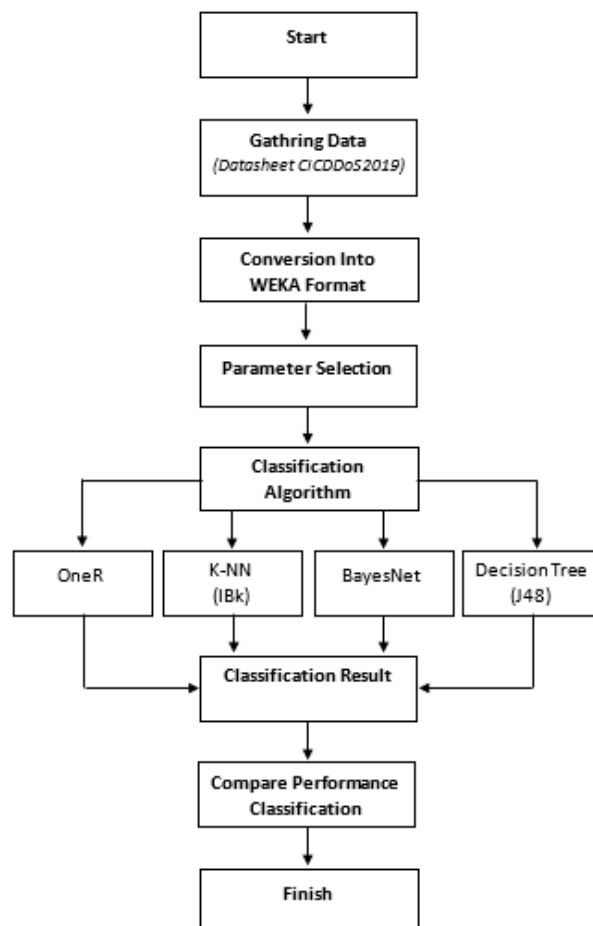 Start
Gathring Data
(Datasheet CICDDoS2019)
Conversion Into
WEKA Format
Parameter Selection
Classification
Algorithm
OneR
K-NN
(IBk)
BayesNet
Decision Tree
(J48)
Classification Result
Compare Performance
Classification
Finish